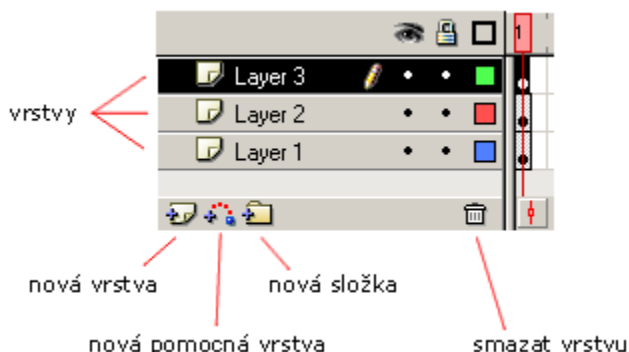 1
Layer 3
vrstvy
Layer 2
Layer 1
nová vrstva
nová složka
nová pomocná vrstva
smazat vrstvu